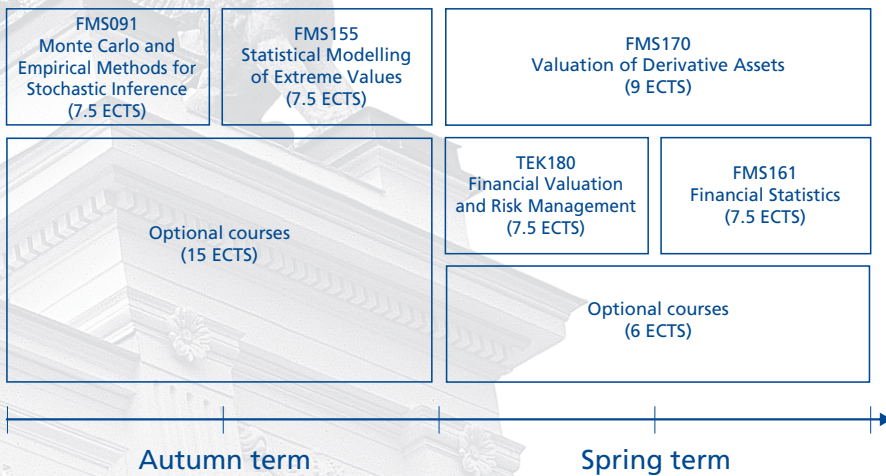 FMS091
Monte Carlo and
Empirical Methods for
Stochastic Inference
(7.5 ECTS)
FMS155
Statistical Modelling
of Extreme Values
(7.5 ECTS)
FMS170
Valuation of Derivative Assets
(9 ECTS)
Optional courses
(15 ECTS)
TEK180
Financial Valuation
and Risk Management
(7.5 ECTS)
FMS161
Financial Statistics
(7.5 ECTS)
Optional courses
(6 ECTS)
Autumn term
Spring term